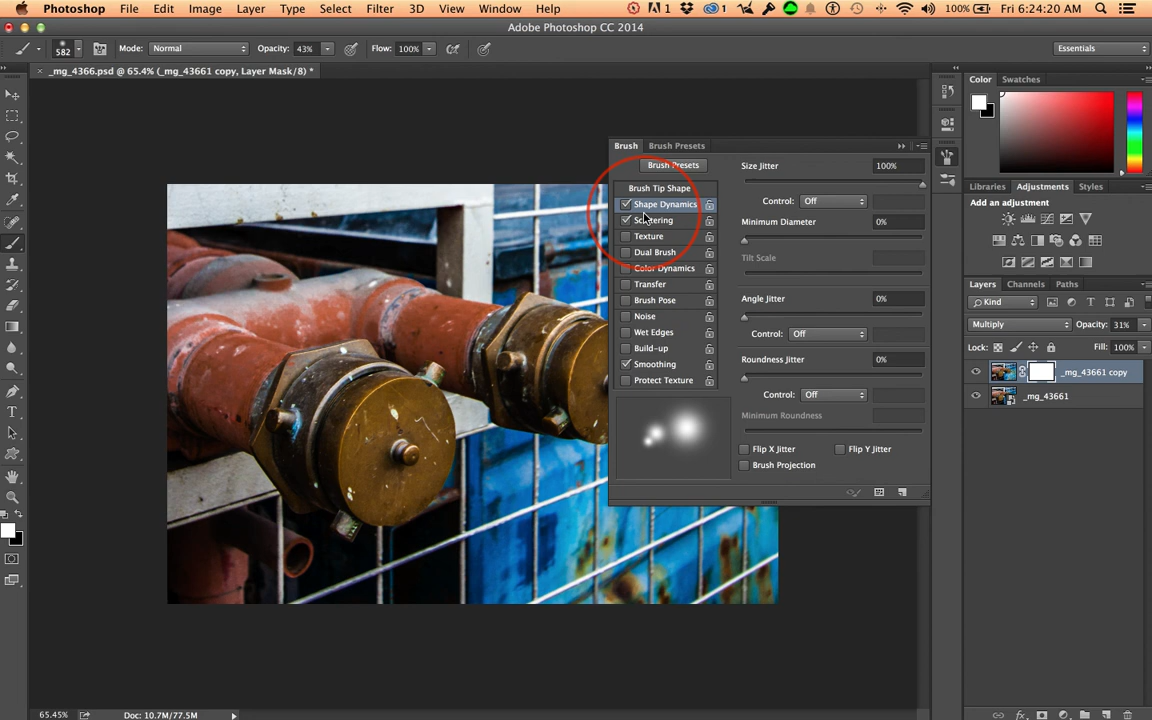 Photoshop File Edit Image Layer Type Select Filter 3D View Window Help 1 1 100% Fri 6:24:20 AM
Adobe Photoshop CC 2014
582 Mode: Normal Opacity: 43% Flow: 100% Essentials
× _mg_4366.psd @ 65.4% (_mg_43661 copy, Layer Mask/8) *
Color Swatches
Brush Brush Presets
Brush Presets
Brush Tip Shape
Shape Dynamics
Scattering
Texture
Dual Brush
Color Dynamics
Transfer
Brush Pose
Noise
Wet Edges
Build-up
Smoothing
Protect Texture
Size Jitter 100%
Control: Off
Minimum Diameter 0%
Tilt Scale
Angle Jitter 0%
Control: Off
Roundness Jitter 0%
Control: Off
Minimum Roundness
Flip X Jitter Flip Y Jitter
Brush Projection
Libraries Adjustments Styles
Add an adjustment
Layers Channels Paths
Kind
Multiply Opacity: 31%
Lock: Fill: 100%
_mg_43661 copy
_mg_43661
65.45% Doc: 10.7M/77.5M